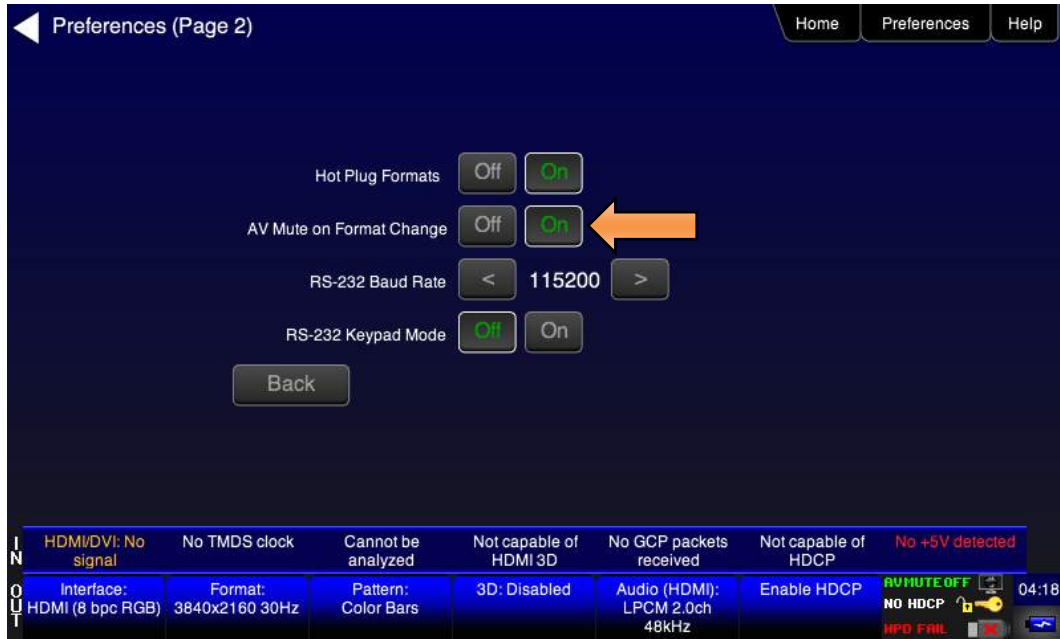 Preferences (Page 2)
Home
Preferences
Help
Hot Plug Formats
Off
On
AV Mute on Format Change
Off
On
RS-232 Baud Rate
<
115200
>
RS-232 Keypad Mode
Off
On
Back
IN
HDMI/DVI: No
signal
No TMDS clock
Cannot be
analyzed
Not capable of
HDMI 3D
No GCP packets
received
Not capable of
HDCP
No +5V detected
OUT
Interface:
HDMI (8 bpc RGB)
Format:
3840x2160 30Hz
Pattern:
Color Bars
3D: Disabled
Audio (HDMI):
LPCM 2.0ch
48kHz
Enable HDCP
AVMUTEOFF
NO HDCP
HPD FAIL
04:18